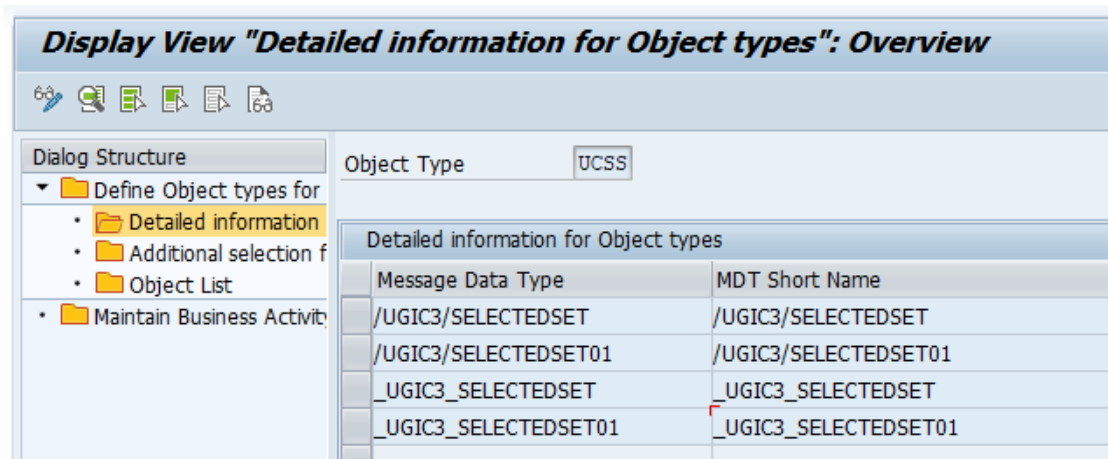 Display View "Detailed information for Object types": Overview
Dialog Structure
Define Object types for
Detailed information
Additional selection f
Object List
Maintain Business Activity
Object Type UCSS
Detailed information for Object types
Message Data Type MDT Short Name
/UGIC3/SELECTEDSET /UGIC3/SELECTEDSET
/UGIC3/SELECTEDSET01 /UGIC3/SELECTEDSET01
_UGIC3_SELECTEDSET _UGIC3_SELECTEDSET
_UGIC3_SELECTEDSET01 _UGIC3_SELECTEDSET01